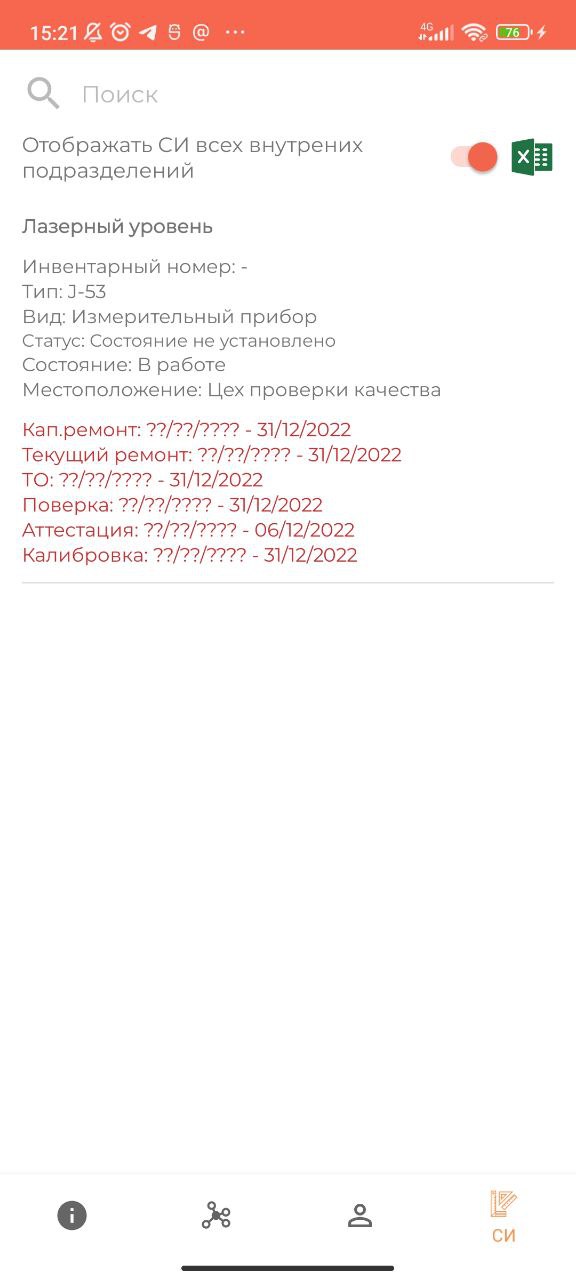 15:21
4G
76
Поиск
Отображать СИ всех внутрених
подразделений
Лазерный уровень
Инвентарный номер: -
Тип: J-53
Вид: Измерительный прибор
Статус: Состояние не установлено
Состояние: В работе
Местоположение: Цех проверки качества
Кап.ремонт: ??/??/???? - 31/12/2022
Текущий ремонт: ??/??/???? - 31/12/2022
ТО: ??/??/???? - 31/12/2022
Поверка: ??/??/???? - 31/12/2022
Аттестация: ??/??/???? - 06/12/2022
Калибровка: ??/??/???? - 31/12/2022
СИ